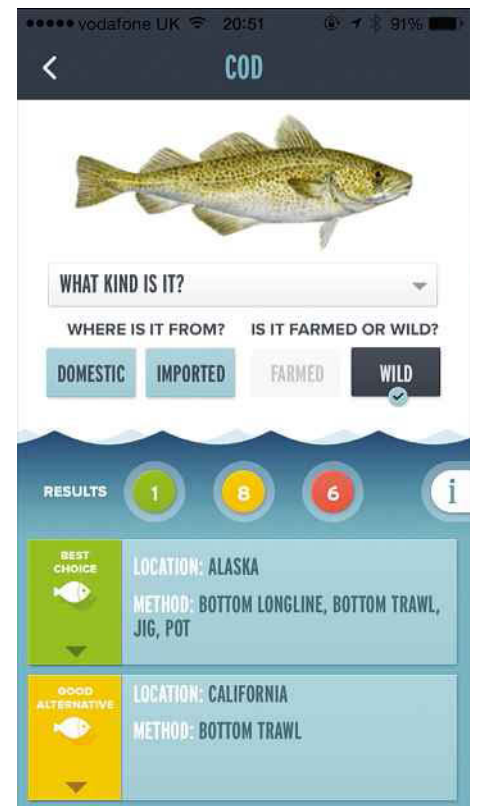 vodafone UK 20:51 91%
COD
WHAT KIND IS IT?
WHERE IS IT FROM? IS IT FARMED OR WILD?
DOMESTIC IMPORTED FARMED WILD
RESULTS 1 8 6 i
BEST
CHOICE
LOCATION: ALASKA
METHOD: BOTTOM LONGLINE, BOTTOM TRAWL,
JIG, POT
GOOD
ALTERNATIVE
LOCATION: CALIFORNIA
METHOD: BOTTOM TRAWL